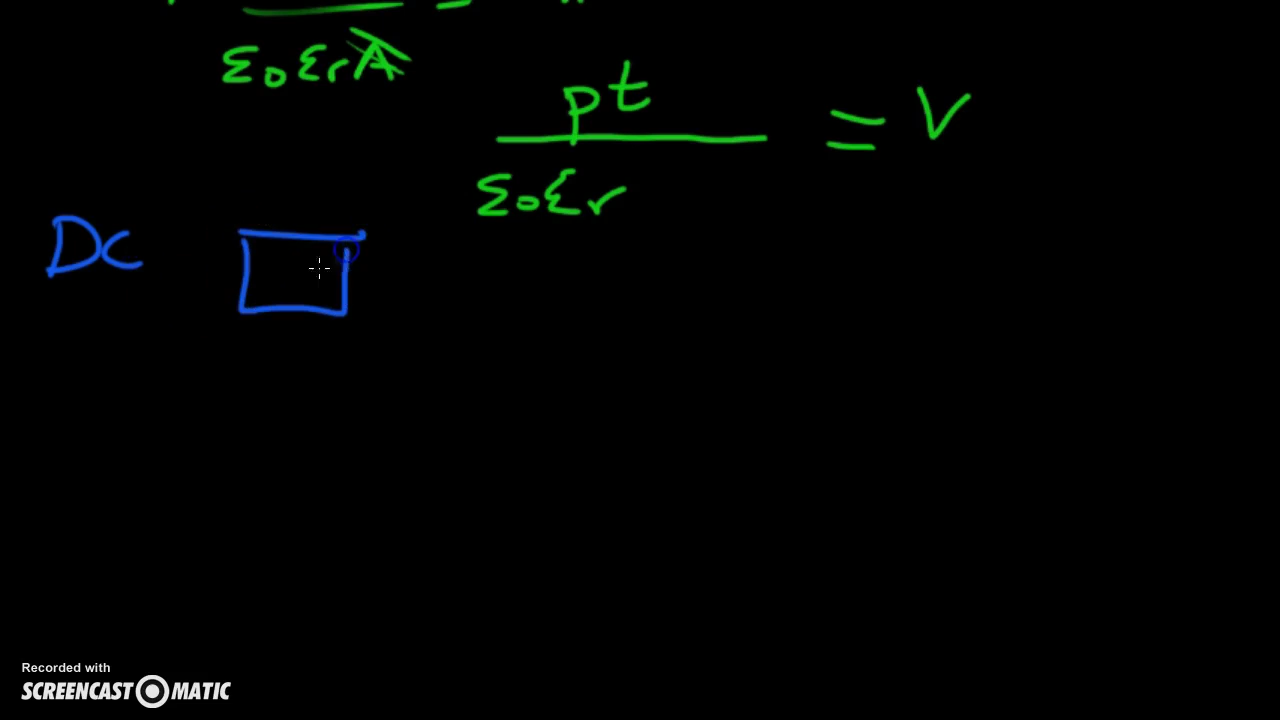 ε₀εrA
pt
= V
ε₀εr
DC
Recorded with
SCREENCAST-O-MATIC